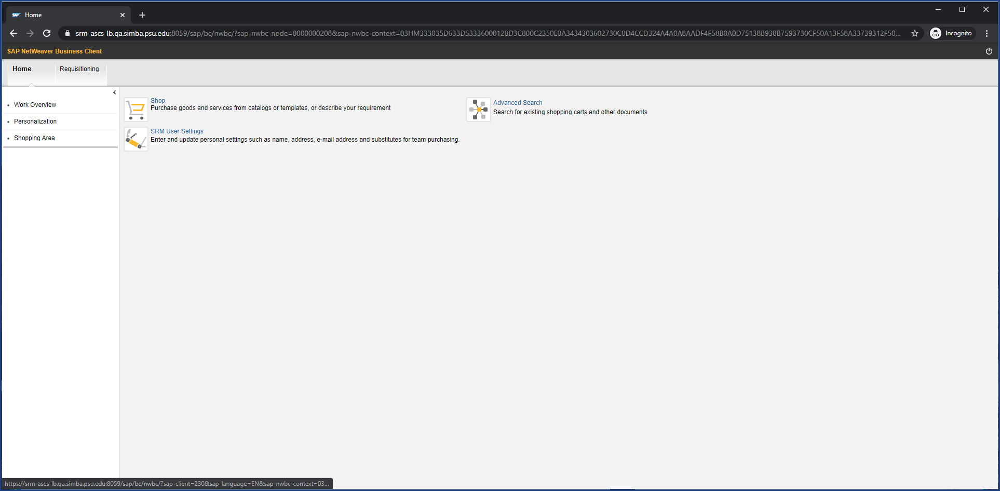 SAP Home
srm-ascs-lb.qa.simba.psu.edu:8059/sap/bc/nwbc/?sap-nwbc-node=0000000208&sap-nwbc-context=03HM333035D633D53336000128D3C800C2350E0A3434303602730C0D4CCD324A4A0A8AADF4F58B0A0D75138B938B7593730CF50A13F58A33739312F50... Incognito
SAP NetWeaver Business Client
Home Requisitioning
Work Overview
Personalization
Shopping Area
Shop
Purchase goods and services from catalogs or templates, or describe your requirement
Advanced Search
Search for existing shopping carts and other documents
SRM User Settings
Enter and update personal settings such as name, address, e-mail address and substitutes for team purchasing.
https://srm-ascs-lb.qa.simba.psu.edu:8059/sap/bc/nwbc/?sap-client=230&sap-language=EN&sap-nwbc-context=03...